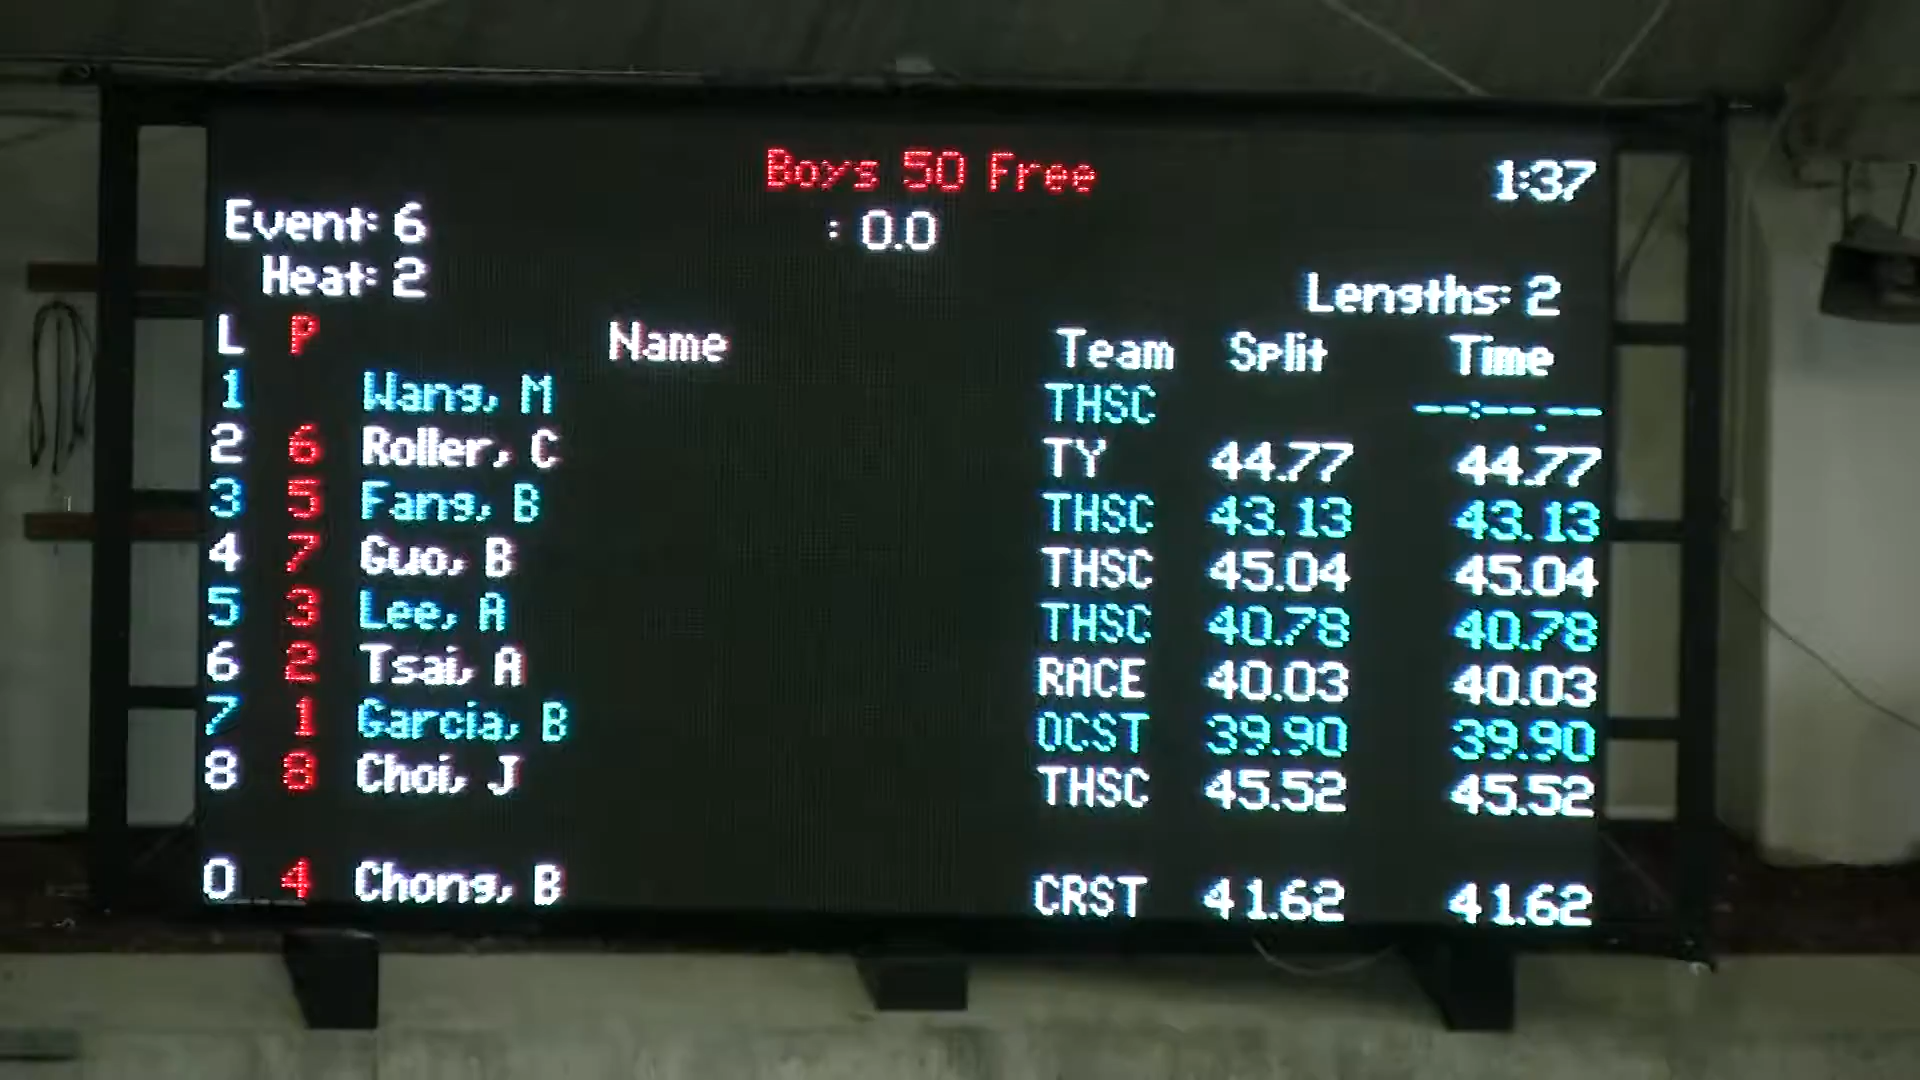 Boys 50 Free 1:37
Event: 6 : 0.0
Heat: 2 Lengths: 2
L P Name Team Split Time
1 Wang, M THSC --:--.--
2 6 Roller, C TY 44.77 44.77
3 5 Fang, B THSC 43.13 43.13
4 7 Guo, B THSC 45.04 45.04
5 3 Lee, A THSC 40.78 40.78
6 2 Tsai, A RACE 40.03 40.03
7 1 Garcia, B OCST 39.90 39.90
8 8 Choi, J THSC 45.52 45.52
0 4 Chong, B CRST 41.62 41.62